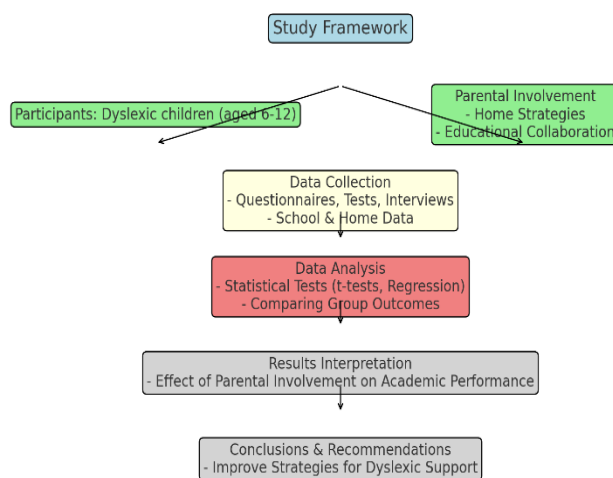 Study Framework
Participants: Dyslexic children (aged 6-12)
Parental Involvement
- Home Strategies
- Educational Collaboration
Data Collection
- Questionnaires, Tests, Interviews
- School & Home Data
Data Analysis
- Statistical Tests (t-tests, Regression)
- Comparing Group Outcomes
Results Interpretation
- Effect of Parental Involvement on Academic Performance
Conclusions & Recommendations
- Improve Strategies for Dyslexic Support